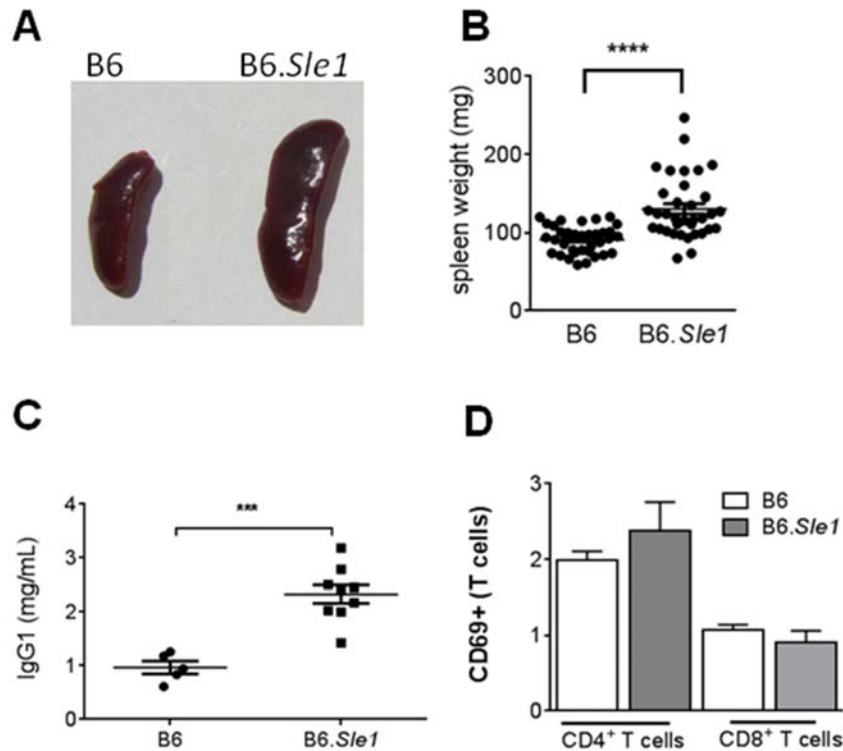 A
B6 B6.Sle1
B
****
300
200
100
0
spleen weight (mg)
B6 B6.Sle1
C
***
4
3
2
1
0
IgG1 (mg/mL)
B6 B6.Sle1
D
3
2
1
0
CD69+ (T cells)
B6
B6.Sle1
CD4⁺ T cells CD8⁺ T cells